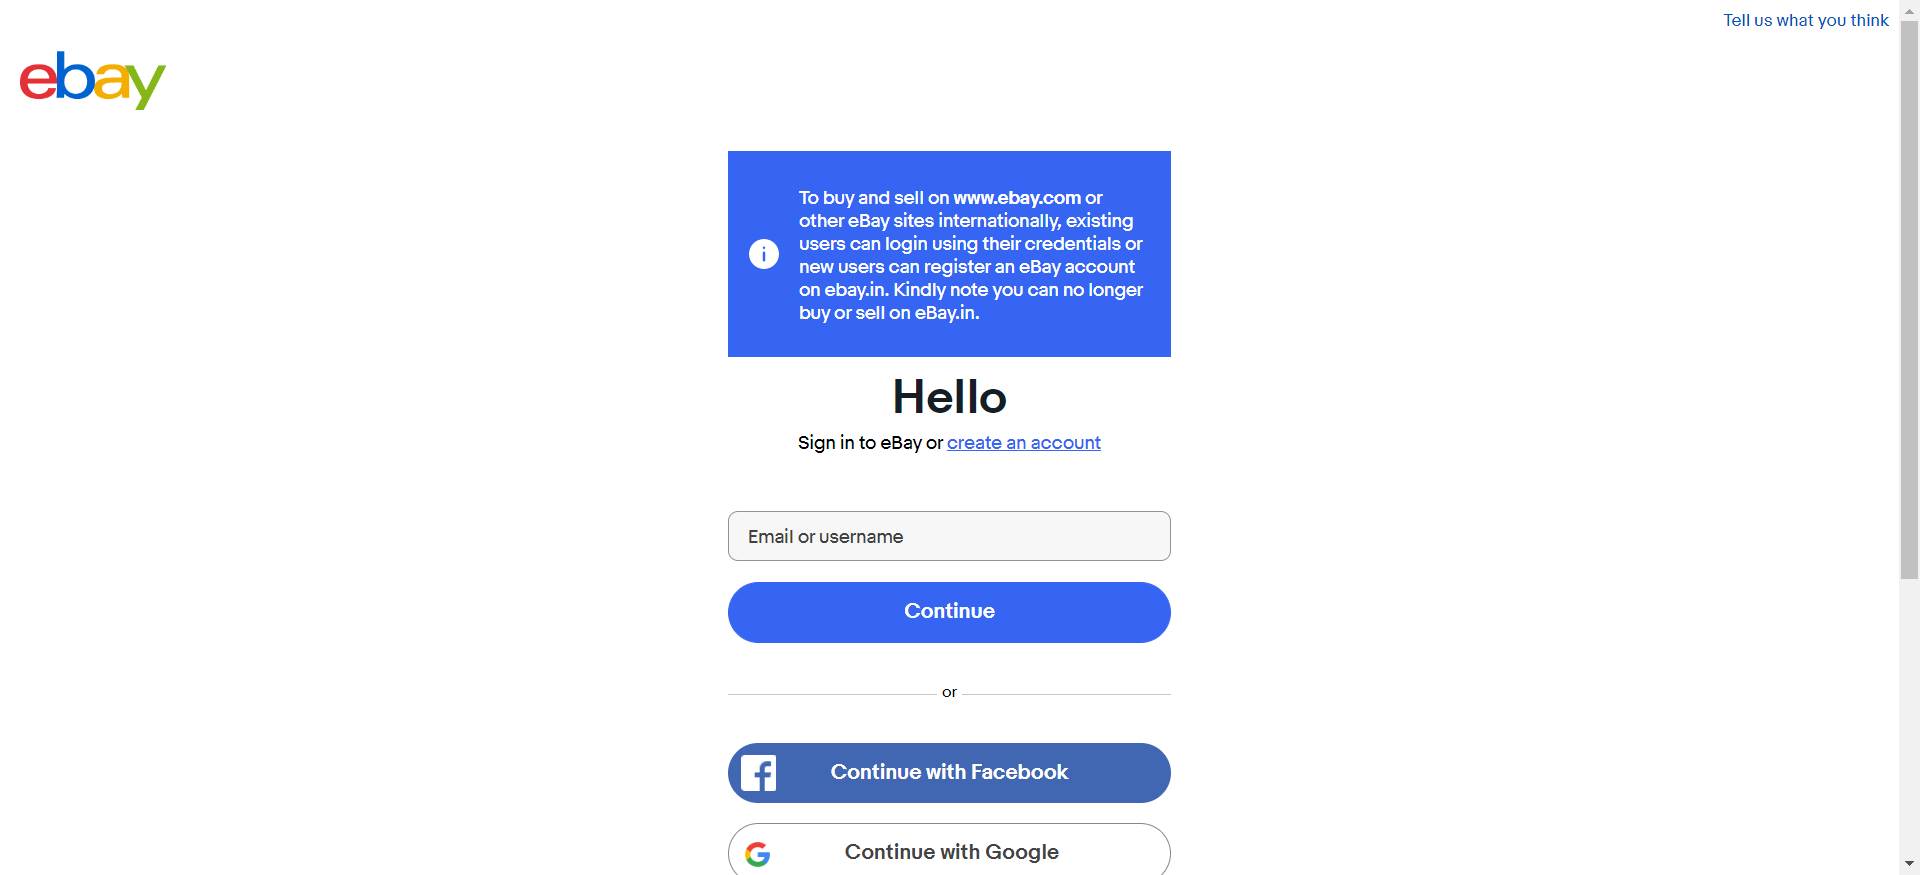 Tell us what you think
ebay
To buy and sell on www.ebay.com or
other eBay sites internationally, existing
users can login using their credentials or
new users can register an eBay account
on ebay.in. Kindly note you can no longer
buy or sell on eBay.in.
Hello
Sign in to eBay or create an account
Email or username
Continue
or
Continue with Facebook
Continue with Google